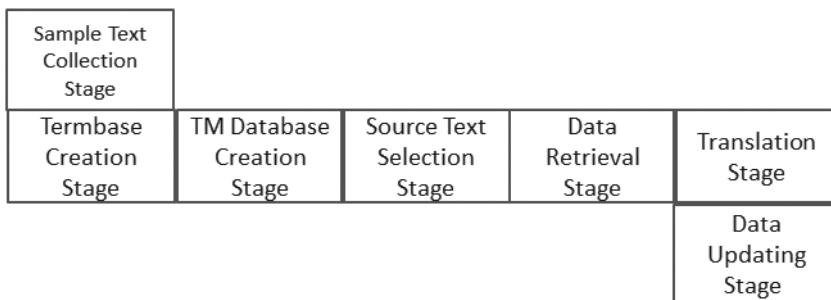 Sample Text
Collection
Stage
Termbase
Creation
Stage
TM Database
Creation
Stage
Source Text
Selection
Stage
Data
Retrieval
Stage
Translation
Stage
Data
Updating
Stage